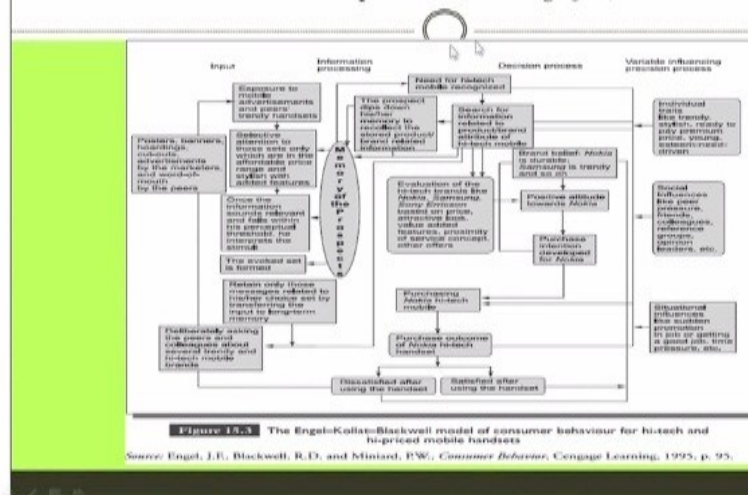 Input
Information
processing
Decision process
Variable influencing
precision process
Posters, banners,
hoardings
cutouts,
advertisements
by the marketers,
and word-of-
mouth
by the peers
Exposure to
mobile
advertisements
and peers'
trendy handsets
Selective
attention to
those sets only
which are in the
affordable price
range and
stylish with
added features
Once the
information
sounds relevant
and falls within
his perceptual
threshold, he
interprets the
stimuli
The evoked set
is formed
Retain only those
messages related to
his/her choice set by
transferring the
input to long-term
memory
Deliberately asking
the peers and
colleagues about
several trendy and
hi-tech mobile
brands
Memory of the Prospects
Need for hi-tech
mobile recognized
The prospect
dips down
his/her
memory to
recollect the
stored product/
brand related
information
Search for
information
related to
product/brand
attribute of
hi-tech mobile
Brand belief: Nokia
is durable,
Samsung is trendy
and so on
Evaluation of the
hi-tech brands like
Nokia, Samsung,
Sony Ericsson
based on price,
attractive look,
value added
features, proximity
of service concept,
other offers
Positive attitude
towards Nokia
Purchase
intention
developed
for Nokia
Purchasing
Nokia hi-tech
mobile
Purchase outcome
of Nokia hi-tech
handset
Dissatisfied after
using the handset
Satisfied after
using the handset
Individual
traits
like trendy,
stylish, ready to
pay premium
price, young,
esteem-need-
driven
Social
influences
like peer
pressure,
friends,
colleagues,
reference
groups,
opinion
leaders, etc.
Situational
influences
like sudden
promotion
in job or getting
a good job, time
pressure, etc.
Figure 15.3 The Engel–Kollat–Blackwell model of consumer behaviour for hi-tech and
hi-priced mobile handsets
Source: Engel, J.F., Blackwell, R.D. and Miniard, P.W., Consumer Behavior, Cengage Learning, 1995, p. 95.